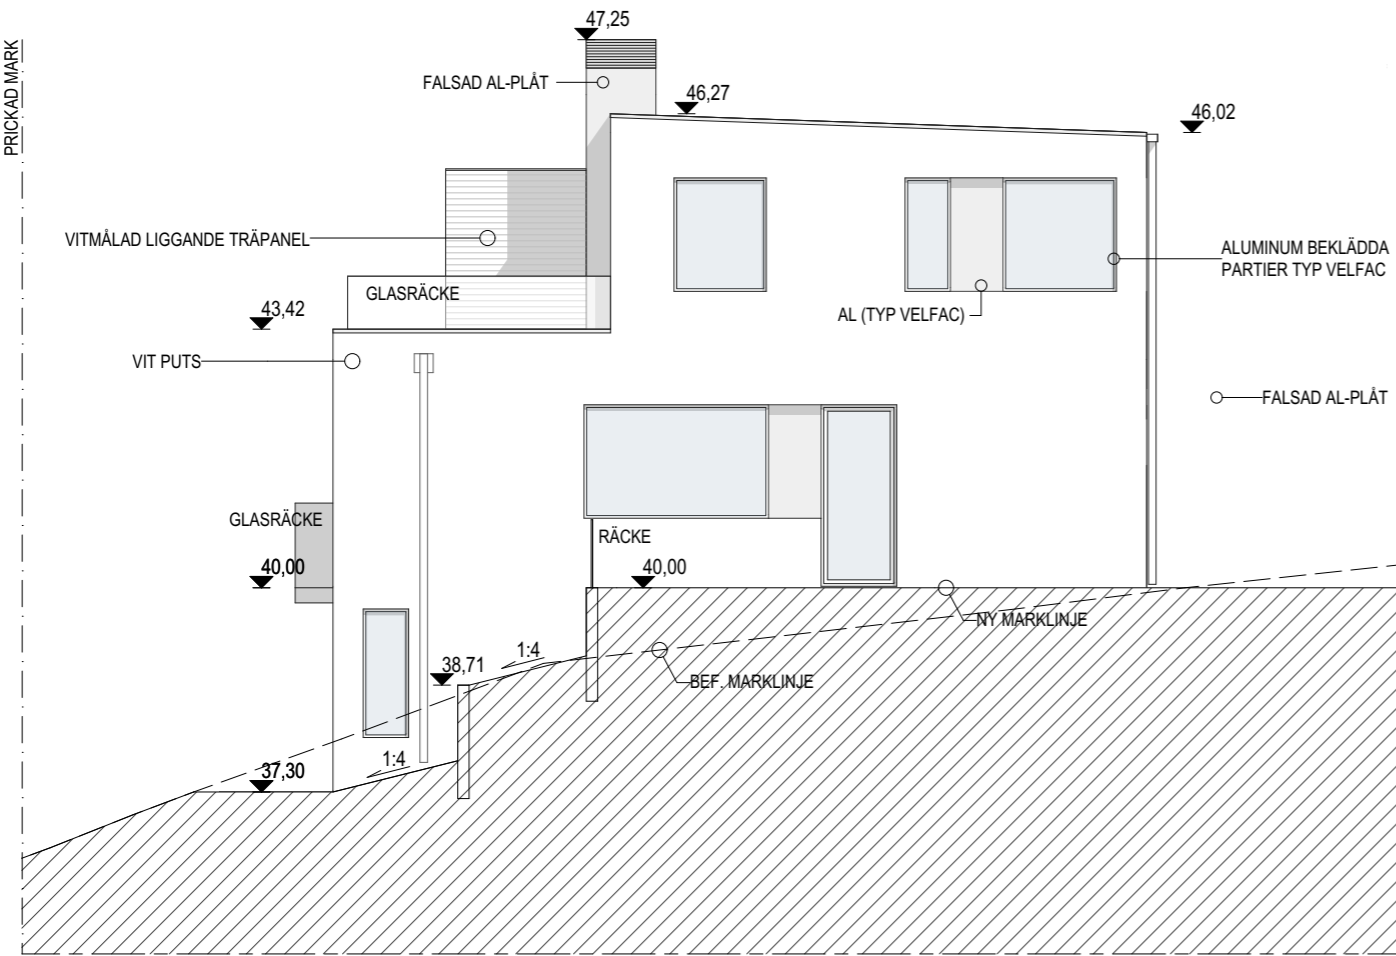 PRICKAD MARK
47,25
FALSAD AL-PLÅT
46,27
46,02
VITMÅLAD LIGGANDE TRÄPANEL
ALUMINUM BEKLÄDDA
PARTIER TYP VELFAC
GLASRÄCKE
43,42
AL (TYP VELFAC)
VIT PUTS
FALSAD AL-PLÅT
GLASRÄCKE
RÄCKE
40,00
40,00
NY MARKLINJE
1:4
38,71
BEF. MARKLINJE
1:4
37,30